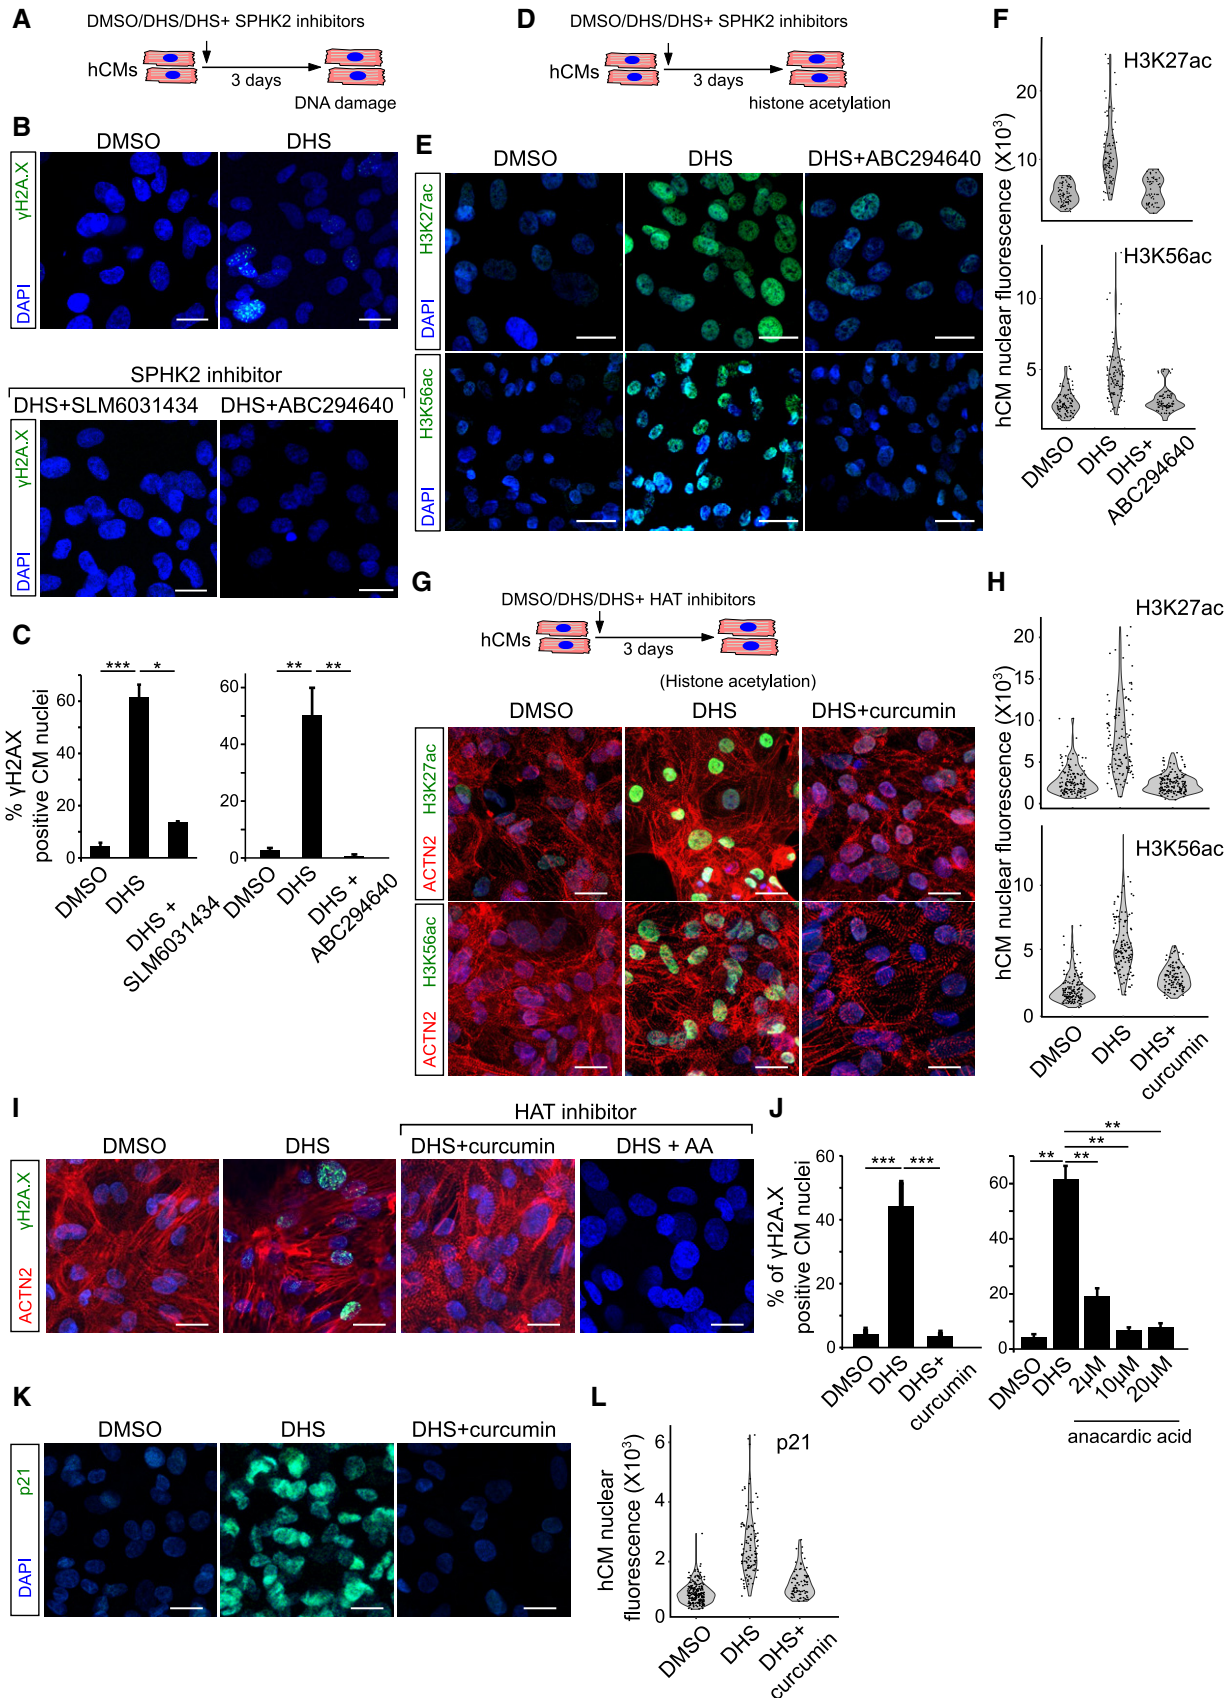 A
DMSO/DHS/DHS+ SPHK2 inhibitors
hCMs
3 days
DNA damage
B
DMSO
DHS
DAPI γH2A.X
SPHK2 inhibitor
DHS+SLM6031434
DHS+ABC294640
DAPI γH2A.X
C
% γH2AX
positive CM nuclei
60
40
20
0
*** *
DMSO
DHS
DHS +
SLM6031434
60
40
20
0
** **
DMSO
DHS
DHS +
ABC294640
D
DMSO/DHS/DHS+ SPHK2 inhibitors
hCMs
3 days
histone acetylation
E
DMSO
DHS
DHS+ABC294640
DAPI H3K27ac
DAPI H3K56ac
F
hCM nuclear fluorescence (X10³)
H3K27ac
20
10
H3K56ac
10
5
DMSO
DHS
DHS+
ABC294640
G
DMSO/DHS/DHS+ HAT inhibitors
hCMs
3 days
(Histone acetylation)
DMSO
DHS
DHS+curcumin
ACTN2 H3K27ac
ACTN2 H3K56ac
H
hCM nuclear fluorescence (X10³)
H3K27ac
20
15
10
5
0
H3K56ac
10
5
0
DMSO
DHS
DHS+
curcumin
I
HAT inhibitor
DMSO
DHS
DHS+curcumin
DHS + AA
ACTN2 γH2A.X
J
% of γH2A.X
positive CM nuclei
60
40
20
0
*** ***
DMSO
DHS
DHS+
curcumin
60
40
20
0
**
**
** **
DMSO
DHS
2µM
10µM
20µM
anacardic acid
K
DMSO
DHS
DHS+curcumin
DAPI p21
L
hCM nuclear
fluorescence (X10³)
p21
6
4
2
0
DMSO
DHS
DHS+
curcumin